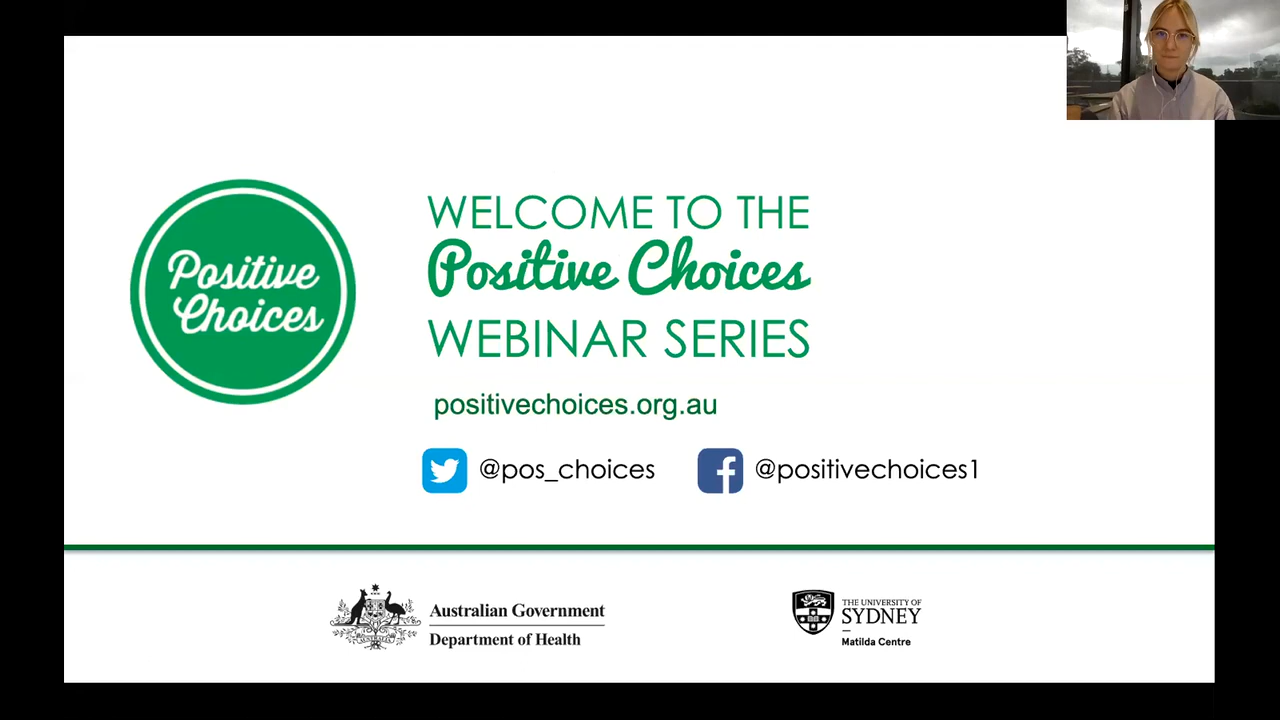 Positive
Choices
WELCOME TO THE
Positive Choices
WEBINAR SERIES
positivechoices.org.au
@pos_choices
@positivechoices1
Australian Government
Department of Health
THE UNIVERSITY OF
SYDNEY
Matilda Centre